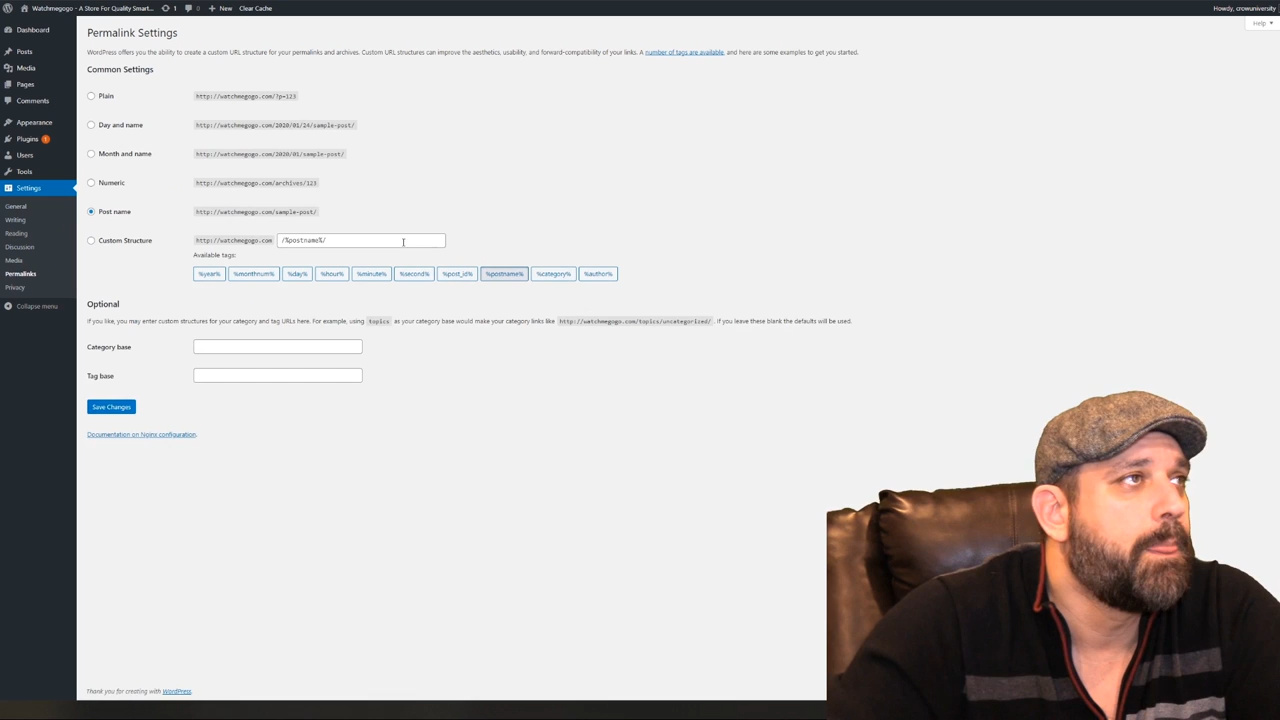 Watchmegogo - A Store For Quality Smart... 1 0 New Clear Cache Howdy, crowuniversity
Help
Dashboard
Posts
Media
Pages
Comments
Appearance
Plugins 1
Users
Tools
Settings
General
Writing
Reading
Discussion
Media
Permalinks
Privacy
Collapse menu
Permalink Settings
WordPress offers you the ability to create a custom URL structure for your permalinks and archives. Custom URL structures can improve the aesthetics, usability, and forward-compatibility of your links. A number of tags are available, and here are some examples to get you started.
Common Settings
Plain http://watchmegogo.com/?p=123
Day and name http://watchmegogo.com/2020/01/24/sample-post/
Month and name http://watchmegogo.com/2020/01/sample-post/
Numeric http://watchmegogo.com/archives/123
Post name http://watchmegogo.com/sample-post/
Custom Structure http://watchmegogo.com /%postname%/
Available tags:
%year% %monthnum% %day% %hour% %minute% %second% %post_id% %postname% %category% %author%
Optional
If you like, you may enter custom structures for your category and tag URLs here. For example, using topics as your category base would make your category links like http://watchmegogo.com/topics/uncategorized/ . If you leave these blank the defaults will be used.
Category base
Tag base
Save Changes
Documentation on Nginx configuration.
Thank you for creating with WordPress.